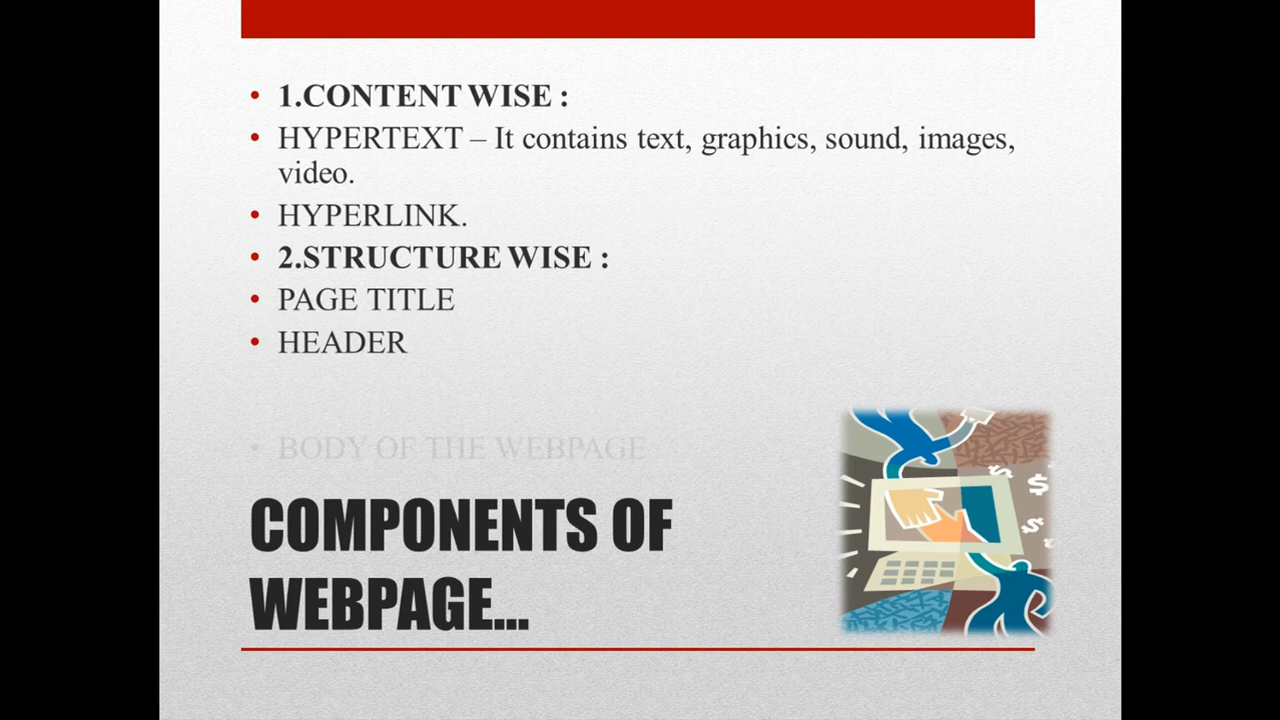 • 1.CONTENT WISE :
• HYPERTEXT – It contains text, graphics, sound, images,
video.
• HYPERLINK.
• 2.STRUCTURE WISE :
• PAGE TITLE
• HEADER
• BODY OF THE WEBPAGE
COMPONENTS OF
WEBPAGE...
$
$
$